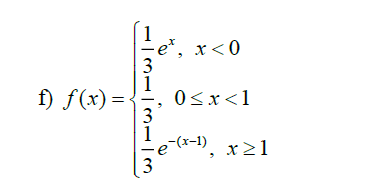 f) f(x) = { 1/3 e^x, x < 0
1/3, 0 ≤ x < 1
1/3 e^{-(x-1)}, x ≥ 1